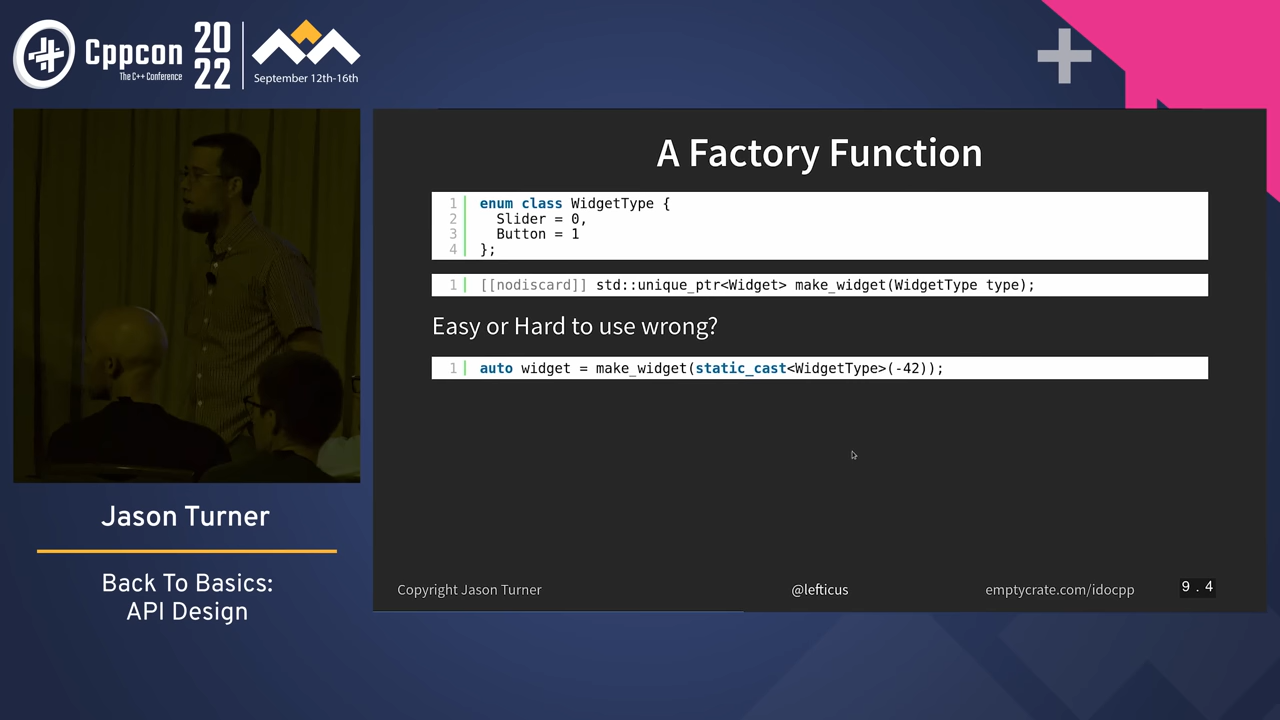 Cppcon
The C++ Conference
20
22
September 12th-16th
A Factory Function
1 enum class WidgetType {
2   Slider = 0,
3   Button = 1
4 };
1 [[nodiscard]] std::unique_ptr<Widget> make_widget(WidgetType type);
Easy or Hard to use wrong?
1 auto widget = make_widget(static_cast<WidgetType>(-42));
Copyright Jason Turner
@lefticus
emptycrate.com/idocpp
9 . 4
Jason Turner
Back To Basics:
API Design